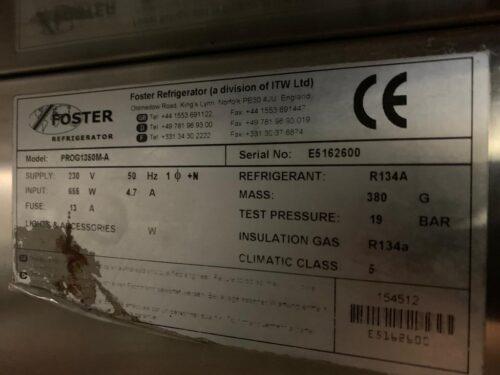 FOSTER
REFRIGERATOR
Foster Refrigerator (a division of ITW Ltd)
Oldmedow Road, King's Lynn, Norfolk PE30 4JU, England.
GB Tel +44 1553 691122 Fax +44 1553 691447
D Tel +49 781 96 93 00 Fax +49 781 96 93 019
F Tel +331 34 30 2222 Fax +33 01 30 37 6874
CE
Model: PROG1350M-A Serial No: E5162600
SUPPLY: 230 V 50 Hz 1 ϕ +N REFRIGERANT: R134A
INPUT 655 W 4.7 A MASS: 380 G
FUSE: 13 A TEST PRESSURE: 19 BAR
LIGHTS & ACCESSORIES W INSULATION GAS R134a
CLIMATIC CLASS 5
154512
E5162600